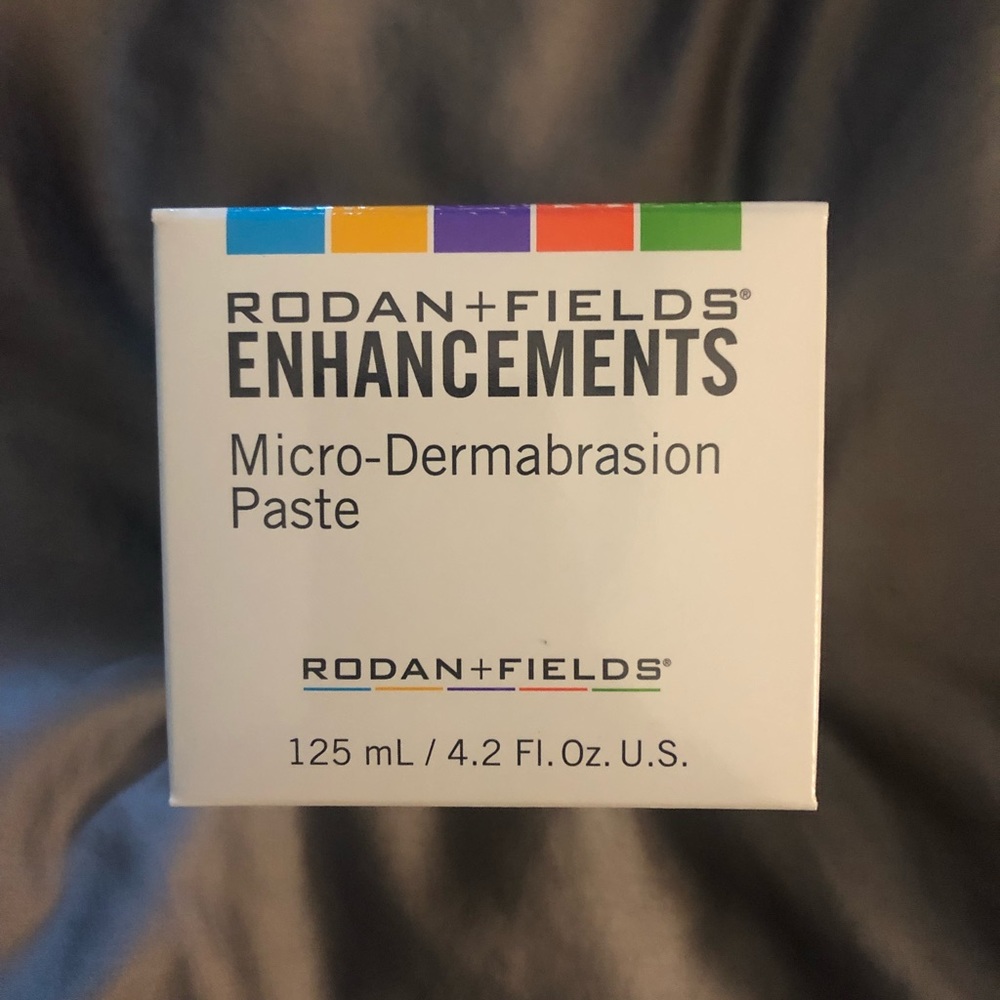 RODAN+FIELDS®
ENHANCEMENTS
Micro-Dermabrasion
Paste
RODAN+FIELDS®
125 mL / 4.2 Fl. Oz. U.S.